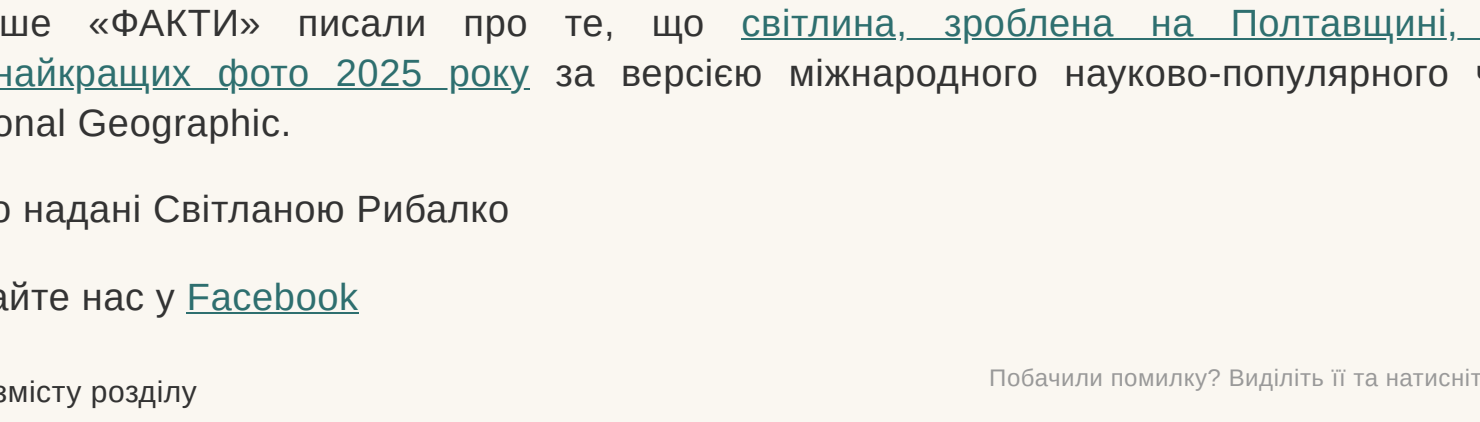 ше «ФАКТИ» писали про те, що світлина, зроблена на Полтавщині,
найкращих фото 2025 року за версією міжнародного науково-популярного
onal Geographic.
о надані Світланою Рибалко
айте нас у Facebook
Побачили помилку? Виділіть її та натисніт
змісту розділу